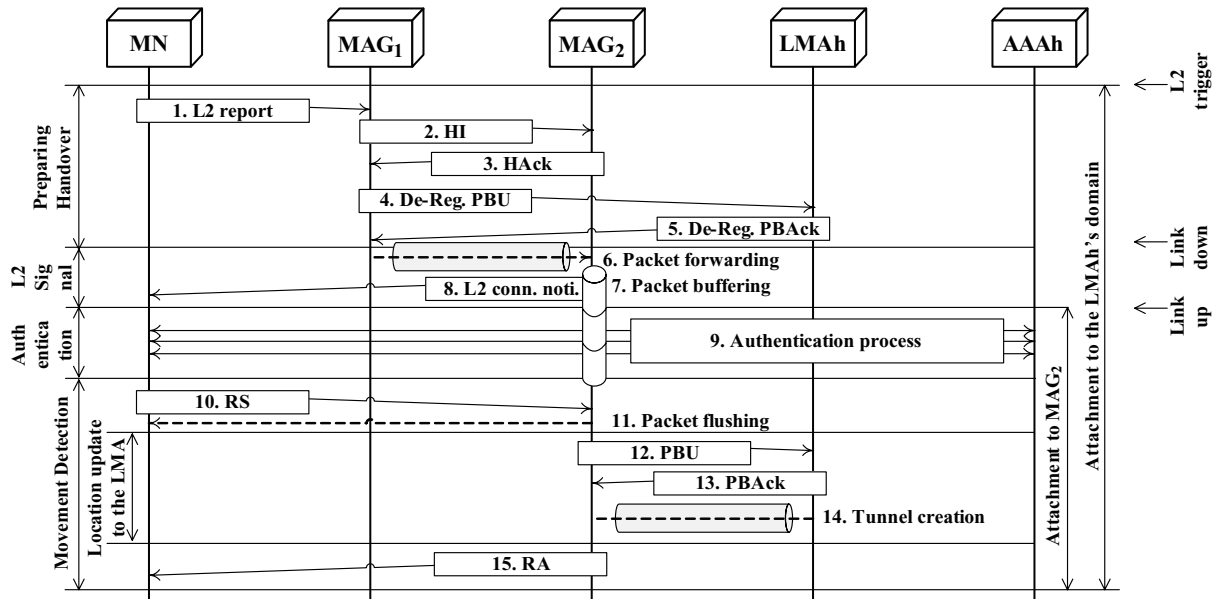 MN
MAG1
MAG2
LMAh
AAAh
L2
trigger
1. L2 report
2. HI
3. HAck
4. De-Reg. PBU
5. De-Reg. PBAck
Preparing
Handover
Link
down
6. Packet forwarding
7. Packet buffering
8. L2 conn. noti.
L2
Sig
nal
Link
up
9. Authentication process
Auth
entica
tion
10. RS
11. Packet flushing
12. PBU
13. PBAck
14. Tunnel creation
15. RA
Movement Detection
Location update
to the LMA
Attachment to MAG2
Attachment to the LMAh's domain